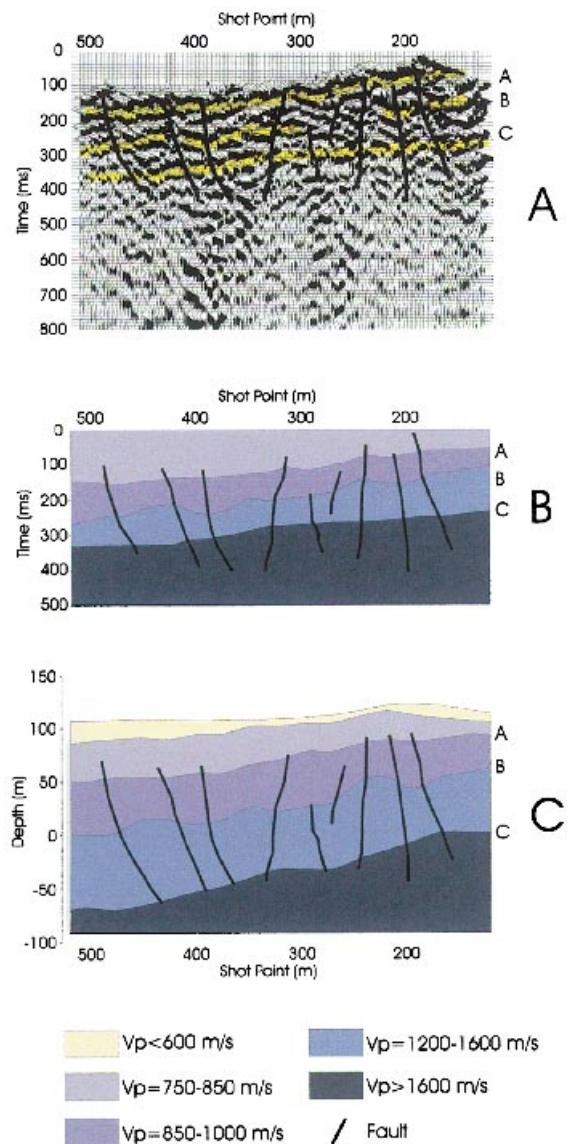 Shot Point (m)
500 400 300 200
0
100
200
300
400
500
600
700
800
Time (ms)
A
B
C
A
Shot Point (m)
500 400 300 200
0
100
200
300
400
500
Time (ms)
A
B
C
B
150
100
50
0
-50
-100
Depth (m)
A
B
C
C
500 400 300 200
Shot Point (m)
Vp<600 m/s
Vp=1200-1600 m/s
Vp=750-850 m/s
Vp>1600 m/s
Vp=850-1000 m/s
Fault